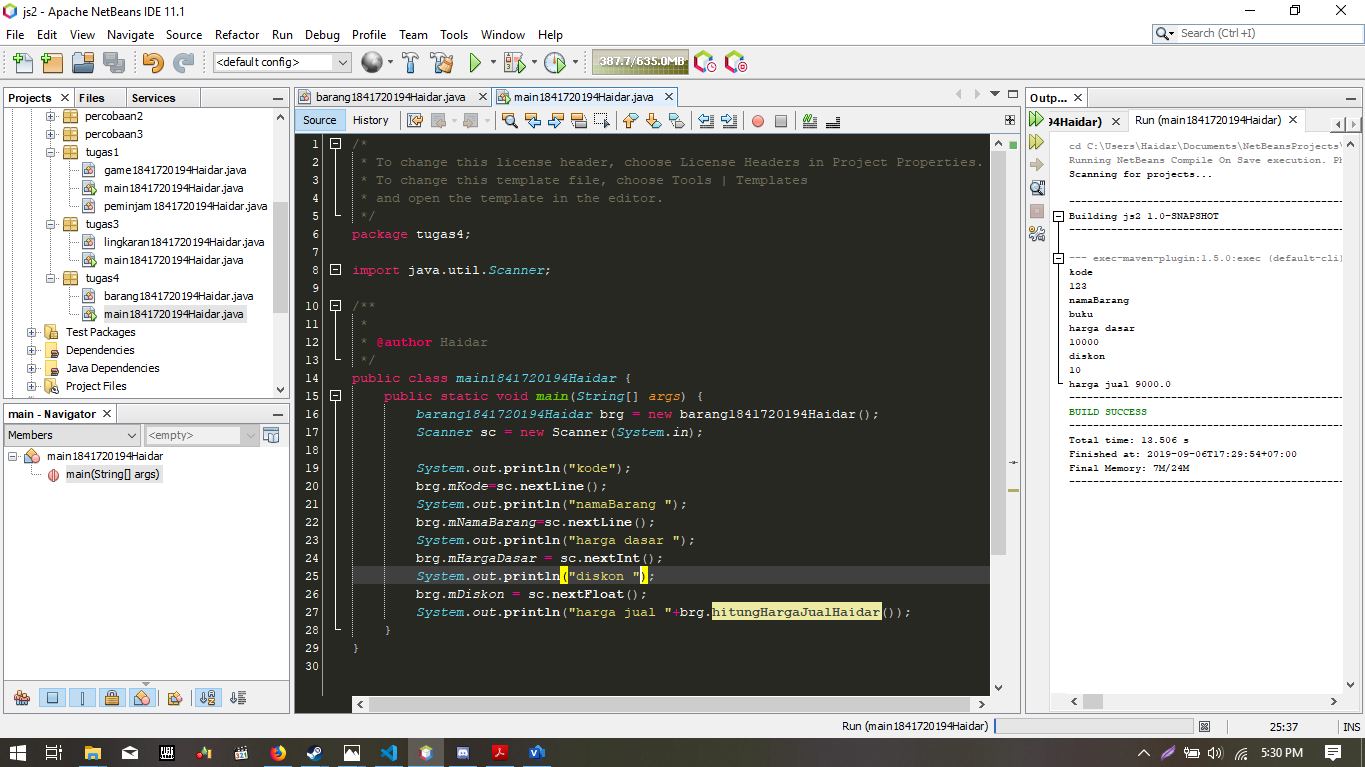 js2 - Apache NetBeans IDE 11.1
File Edit View Navigate Source Refactor Run Debug Profile Team Tools Window Help
Search (Ctrl+I)
<default config>
387.7/635.0MB
Projects Files Services
percobaan2
percobaan3
tugas1
game1841720194Haidar.java
main1841720194Haidar.java
peminjam1841720194Haidar.java
tugas3
lingkaran1841720194Haidar.java
main1841720194Haidar.java
tugas4
barang1841720194Haidar.java
main1841720194Haidar.java
Test Packages
Dependencies
Java Dependencies
Project Files
main - Navigator
Members <empty>
main1841720194Haidar
main(String[] args)
barang1841720194Haidar.java main1841720194Haidar.java
Source History
1 /*
2 * To change this license header, choose License Headers in Project Properties.
3 * To change this template file, choose Tools | Templates
4 * and open the template in the editor.
5 */
6 package tugas4;
7
8 import java.util.Scanner;
9
10 /**
11 *
12 * @author Haidar
13 */
14 public class main1841720194Haidar {
15 public static void main(String[] args) {
16 barang1841720194Haidar brg = new barang1841720194Haidar();
17 Scanner sc = new Scanner(System.in);
18
19 System.out.println("kode");
20 brg.mKode=sc.nextLine();
21 System.out.println("namaBarang ");
22 brg.mNamaBarang=sc.nextLine();
23 System.out.println("harga dasar ");
24 brg.mHargaDasar = sc.nextInt();
25 System.out.println("diskon ");
26 brg.mDiskon = sc.nextFloat();
27 System.out.println("harga jual "+brg.hitungHargaJualHaidar());
28 }
29 }
30
Outp...
94Haidar) Run (main1841720194Haidar)
cd C:\Users\Haidar\Documents\NetBeansProjects\
Running NetBeans Compile On Save execution. Ph
Scanning for projects...
Building js2 1.0-SNAPSHOT
--- exec-maven-plugin:1.5.0:exec (default-cli)
kode
123
namaBarang
buku
harga dasar
10000
diskon
10
harga jual 9000.0
BUILD SUCCESS
Total time: 13.506 s
Finished at: 2019-09-06T17:29:54+07:00
Final Memory: 7M/24M
Run (main1841720194Haidar) 25:37 INS
5:30 PM